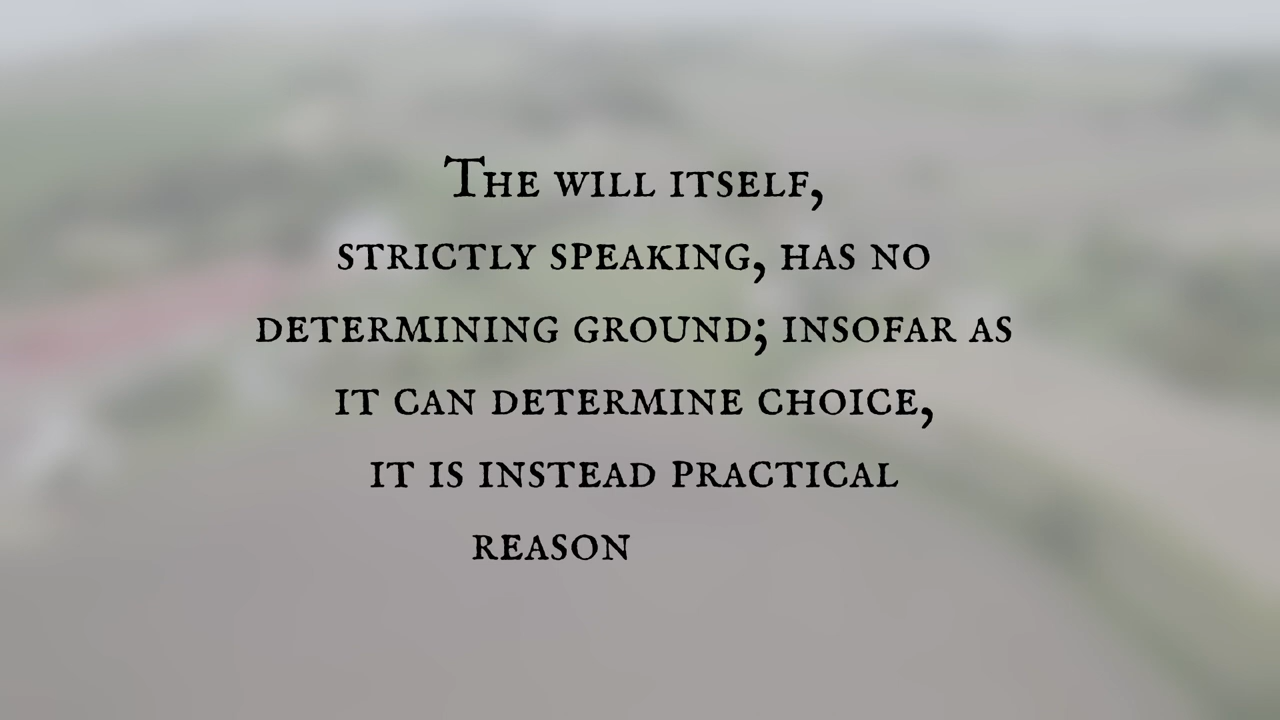 The will itself,
strictly speaking, has no
determining ground; insofar as
it can determine choice,
it is instead practical
reason